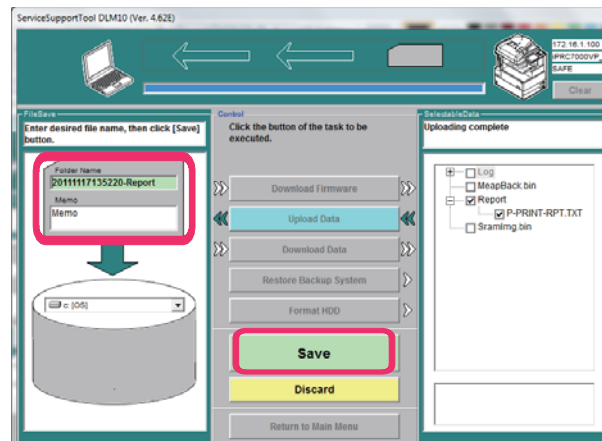 ServiceSupportTool DLM10 (Ver. 4.62E)
172.16.1.100
iPRC7000VP_
SAFE
Clear
FileSave
Enter desired file name, then click [Save]
button.
Folder Name
20111117135220-Report
Memo
Memo
c: [OS]
Control
Click the button of the task to be
executed.
Download Firmware
Upload Data
Download Data
Restore Backup System
Format HDD
Save
Discard
Return to Main Menu
SelectableData
Uploading complete
Log
MeapBack.bin
Report
P-PRINT-RPT.TXT
SramImg.bin